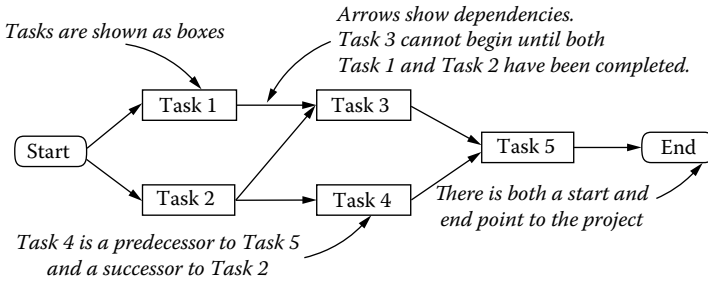 Tasks are shown as boxes
Arrows show dependencies.
Task 3 cannot begin until both
Task 1 and Task 2 have been completed.
Task 1
Task 3
Start
Task 5
End
Task 2
Task 4
There is both a start and
end point to the project
Task 4 is a predecessor to Task 5
and a successor to Task 2